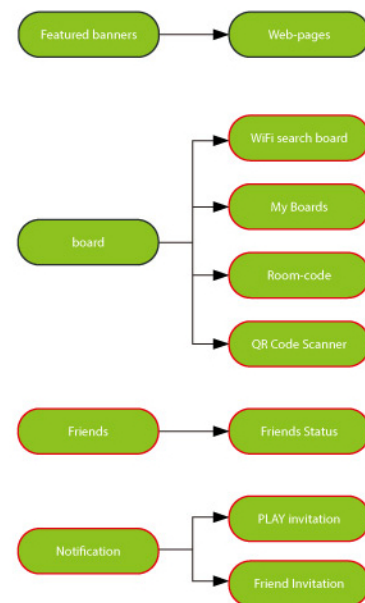 Featured banners
Web-pages
WiFi search board
My Boards
board
Room-code
QR Code Scanner
Friends
Friends Status
PLAY invitation
Notification
Friend Invitation